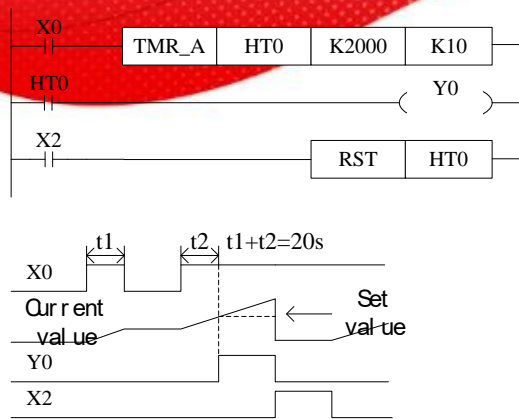 X0
TMR_A HT0 K2000 K10
HT0
Y0
X2
RST HT0
t1 t2 t1+t2=20s
X0
Current value
Set value
Y0
X2